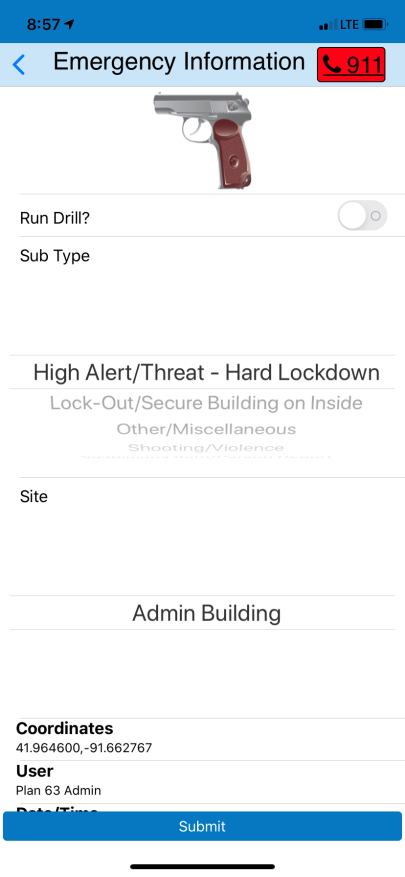 8:57
LTE
Emergency Information
911
Run Drill?
Sub Type
High Alert/Threat - Hard Lockdown
Lock-Out/Secure Building on Inside
Other/Miscellaneous
Shooting/Violence
Site
Admin Building
Coordinates
41.964600,-91.662767
User
Plan 63 Admin
Date/Time
Submit